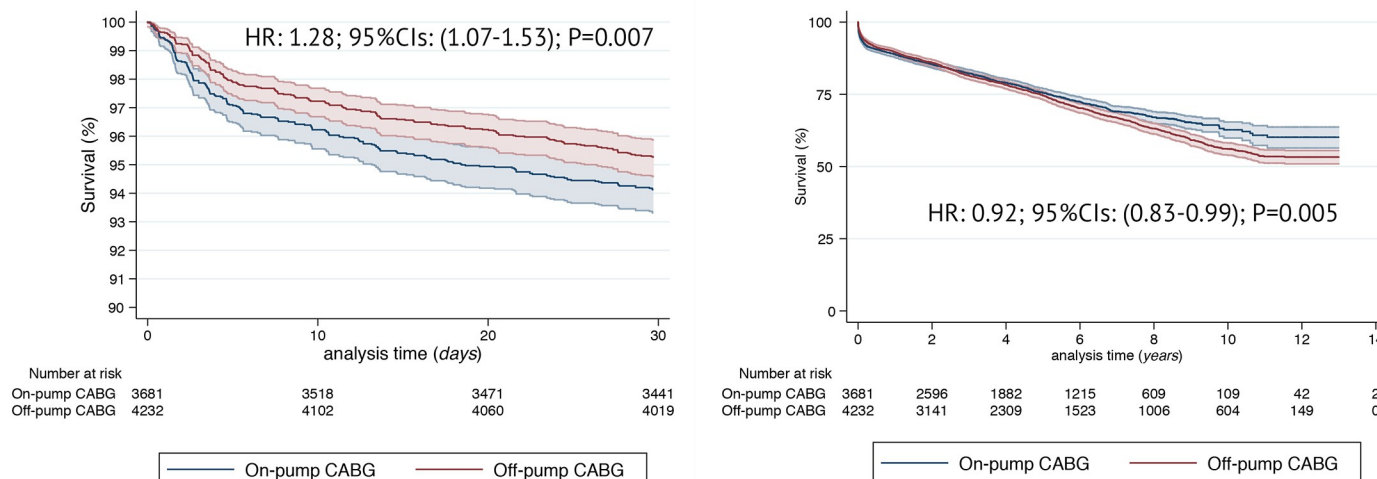 HR: 1.28; 95%CIs: (1.07-1.53); P=0.007
Survival (%)
100
99
98
97
96
95
94
93
92
91
90
0 10 20 30
analysis time (days)
Number at risk
On-pump CABG 3681 3518 3471 3441
Off-pump CABG 4232 4102 4060 4019
On-pump CABG Off-pump CABG
HR: 0.92; 95%CIs: (0.83-0.99); P=0.005
Survival (%)
100
75
50
25
0
0 2 4 6 8 10 12
analysis time (years)
Number at risk
On-pump CABG 3681 2596 1882 1215 609 109 42 2
Off-pump CABG 4232 3141 2309 1523 1006 604 149
On-pump CABG Off-pump CABG